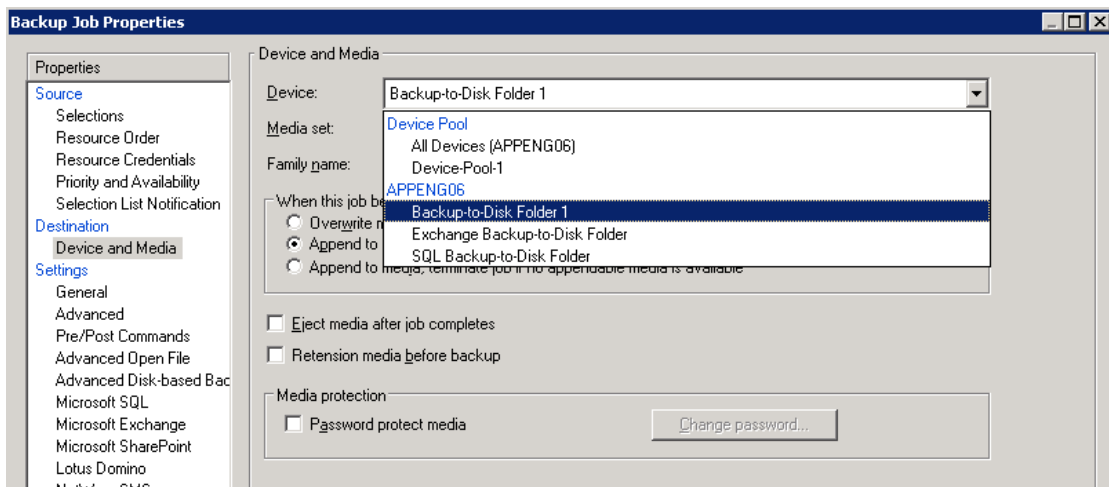 Backup Job Properties
Properties
Source
Selections
Resource Order
Resource Credentials
Priority and Availability
Selection List Notification
Destination
Device and Media
Settings
General
Advanced
Pre/Post Commands
Advanced Open File
Advanced Disk-based Bac
Microsoft SQL
Microsoft Exchange
Microsoft SharePoint
Lotus Domino
Device and Media
Device: Backup-to-Disk Folder 1
Media set:
Family name:
Device Pool
All Devices (APPENG06)
Device-Pool-1
APPENG06
Backup-to-Disk Folder 1
Exchange Backup-to-Disk Folder
SQL Backup-to-Disk Folder
When this job be
Overwrite m
Append to
Append to media, terminate job if no appendable media is available
Eject media after job completes
Retension media before backup
Media protection
Password protect media
Change password...